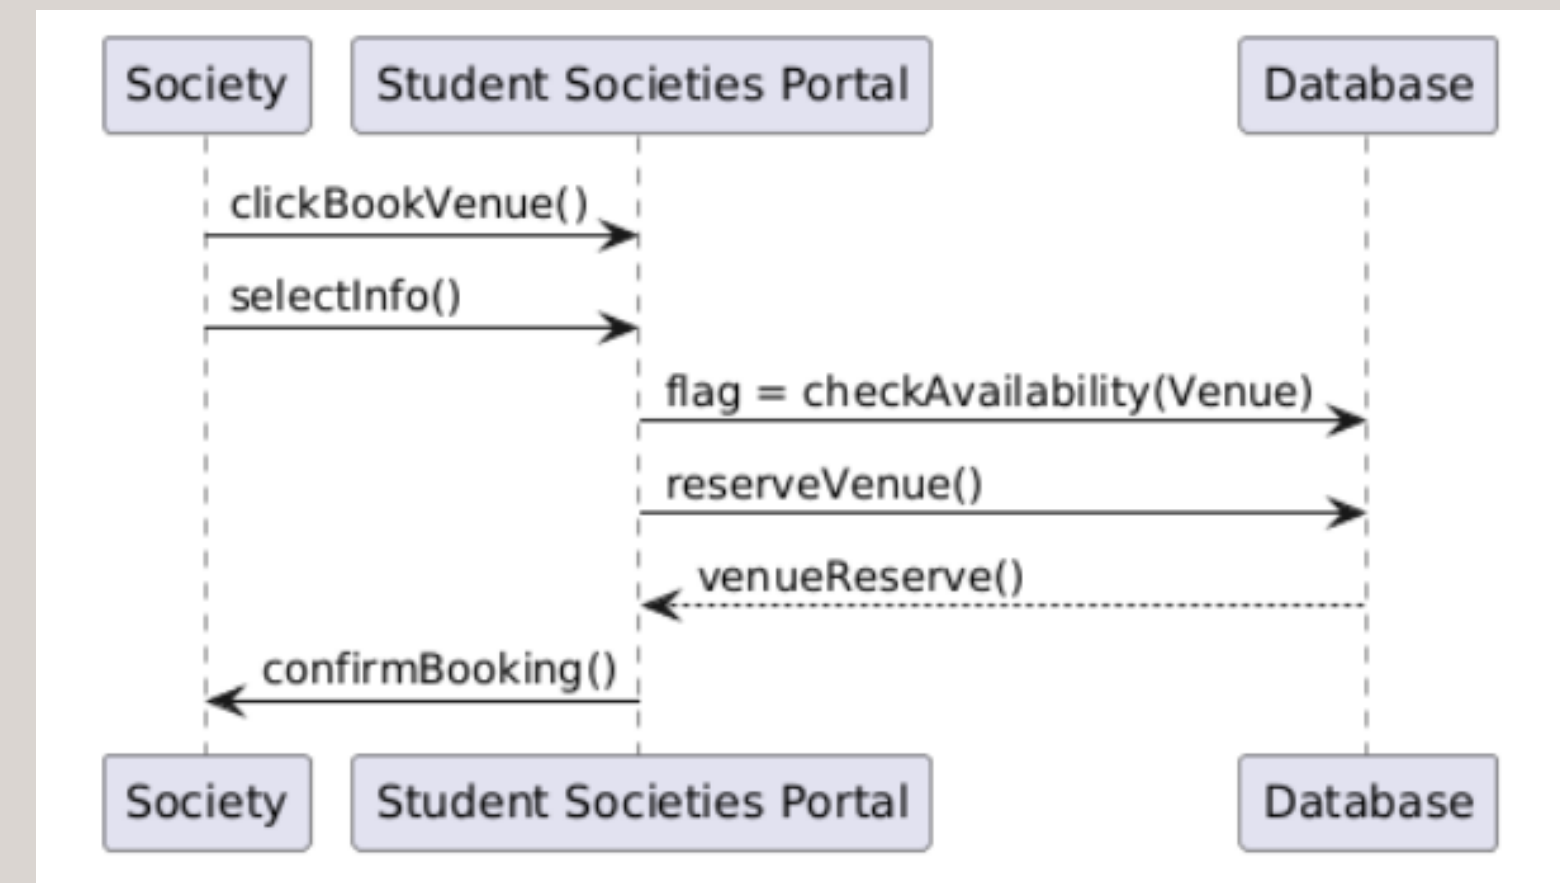 Society
Student Societies Portal
Database
clickBookVenue()
selectInfo()
flag = checkAvailability(Venue)
reserveVenue()
venueReserve()
confirmBooking()
Society
Student Societies Portal
Database